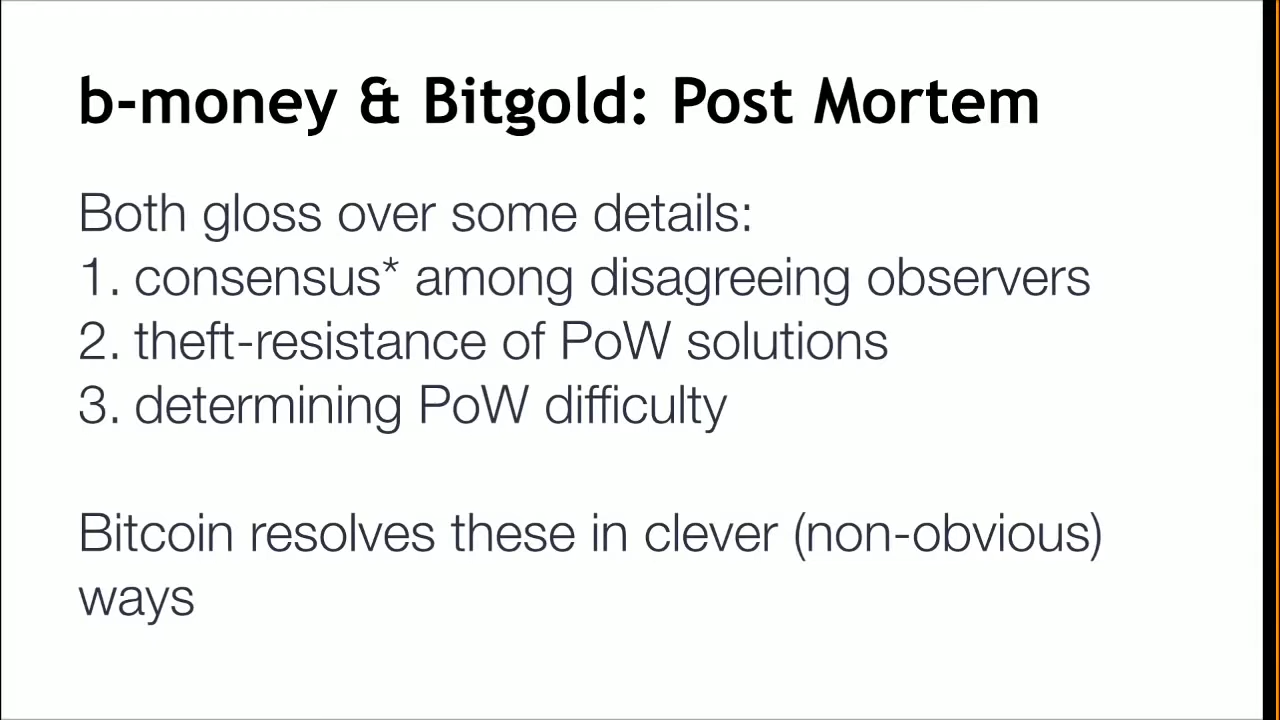 b-money & Bitgold: Post Mortem
Both gloss over some details:
1. consensus* among disagreeing observers
2. theft-resistance of PoW solutions
3. determining PoW difficulty
Bitcoin resolves these in clever (non-obvious)
ways